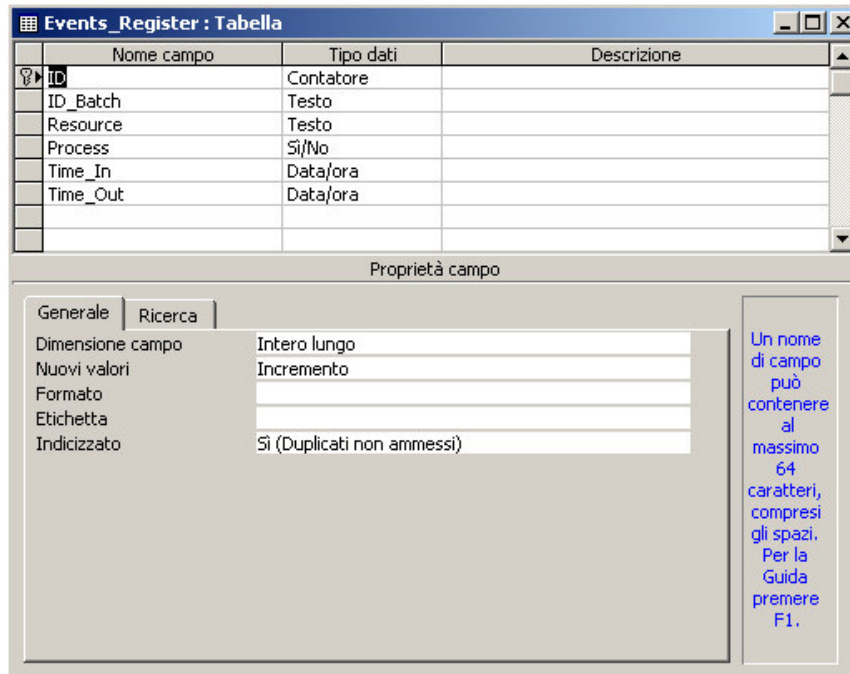 Events_Register : Tabella
Nome campo Tipo dati Descrizione
ID Contatore
ID_Batch Testo
Resource Testo
Process Sì/No
Time_In Data/ora
Time_Out Data/ora
Proprietà campo
Generale Ricerca
Dimensione campo Intero lungo
Nuovi valori Incremento
Formato
Etichetta
Indicizzato Sì (Duplicati non ammessi)
Un nome
di campo
può
contenere
al
massimo
64
caratteri,
compresi
gli spazi.
Per la
Guida
premere
F1.